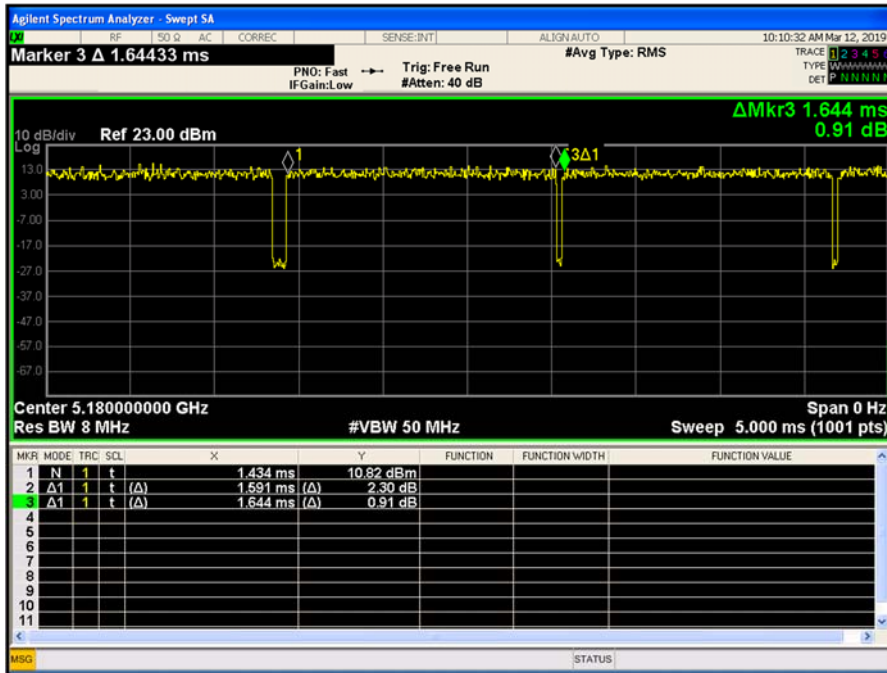 Agilent Spectrum Analyzer - Swept SA
LXI RF 50 Ω AC CORREC SENSE:INT ALIGN AUTO 10:10:32 AM Mar 12, 2019
Marker 3 Δ 1.64433 ms
PNO: Fast
IFGain:Low
Trig: Free Run
#Atten: 40 dB
#Avg Type: RMS
TRACE 1 2 3 4 5
TYPE W
DET P N N N N N
ΔMkr3 1.644 ms
0.91 dB
10 dB/div Ref 23.00 dBm
Log
1
3Δ1
13.0
3.00
-7.00
-17.0
-27.0
-37.0
-47.0
-57.0
-67.0
Center 5.180000000 GHz Span 0 Hz
Res BW 8 MHz #VBW 50 MHz Sweep 5.000 ms (1001 pts)
MKR MODE TRC SCL X Y FUNCTION FUNCTION WIDTH FUNCTION VALUE
1 N 1 t 1.434 ms 10.82 dBm
2 Δ1 1 t (Δ) 1.591 ms (Δ) 2.30 dB
3 Δ1 1 t (Δ) 1.644 ms (Δ) 0.91 dB
4
5
6
7
8
9
10
11
MSG STATUS